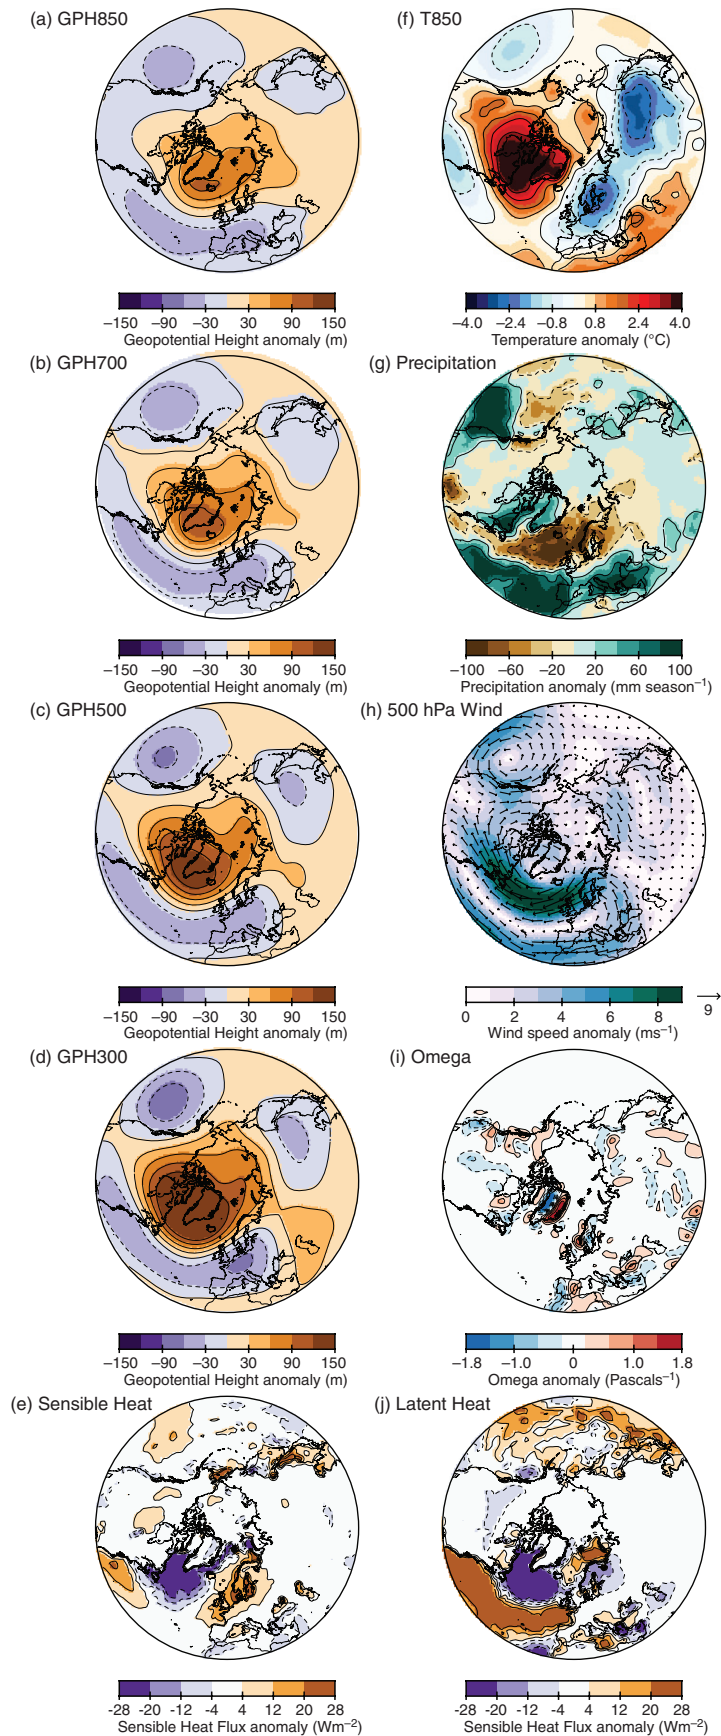 (a) GPH850
−150 −90 −30 30 90 150
Geopotential Height anomaly (m)
(b) GPH700
−150 −90 −30 30 90 150
Geopotential Height anomaly (m)
(c) GPH500
−150 −90 −30 30 90 150
Geopotential Height anomaly (m)
(d) GPH300
−150 −90 −30 30 90 150
Geopotential Height anomaly (m)
(e) Sensible Heat
-28 -20 -12 -4 4 12 20 28
Sensible Heat Flux anomaly (Wm−2)
(f) T850
−4.0 −2.4 −0.8 0.8 2.4 4.0
Temperature anomaly (°C)
(g) Precipitation
−100 −60 −20 20 60 100
Precipitation anomaly (mm season−1)
(h) 500 hPa Wind
0 2 4 6 8 9
Wind speed anomaly (ms−1)
(i) Omega
−1.8 −1.0 0 1.0 1.8
Omega anomaly (Pascals−1)
(j) Latent Heat
-28 -20 -12 -4 4 12 20 28
Sensible Heat Flux anomaly (Wm−2)